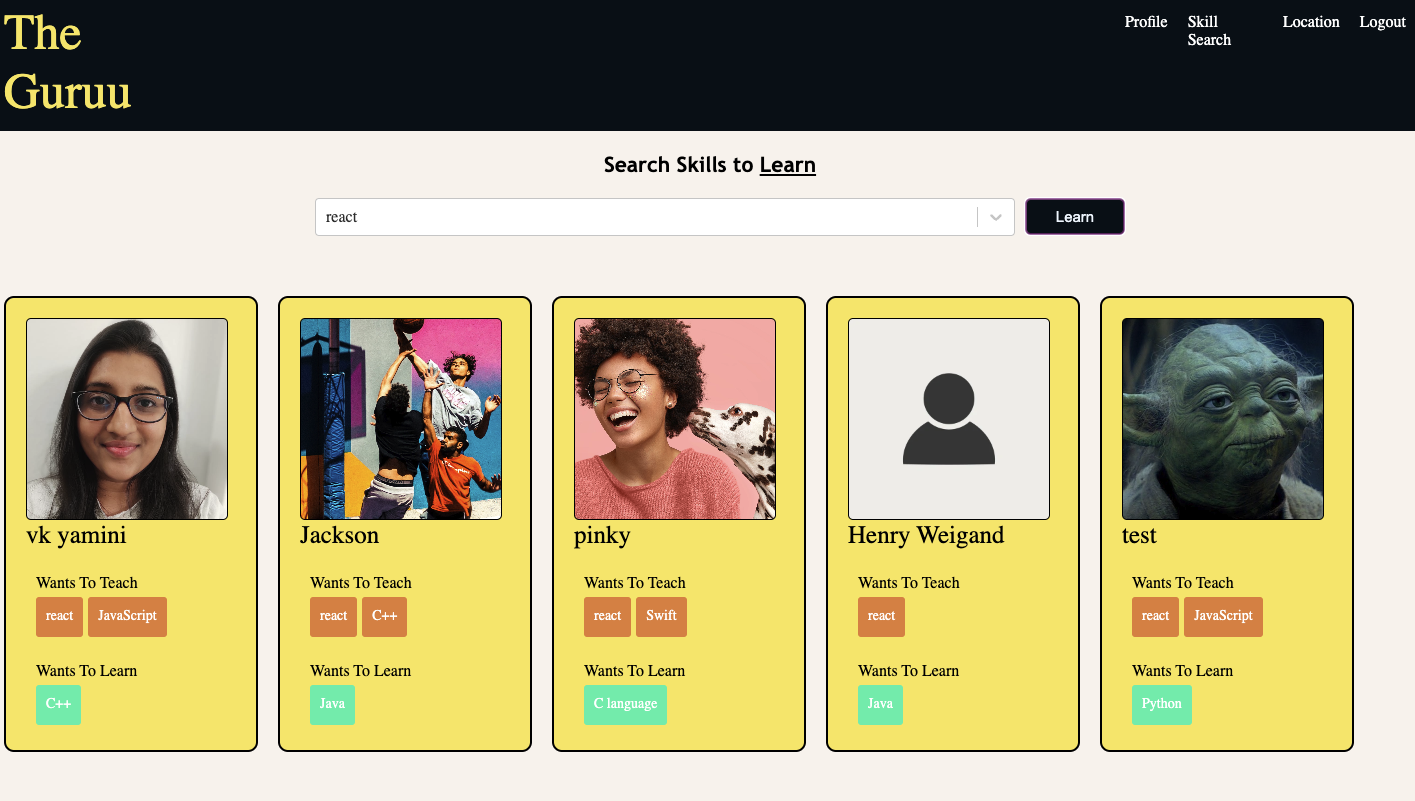 The
Guruu
Profile
Skill
Search
Location
Logout
Search Skills to Learn
react
Learn
vk yamini
Wants To Teach
react JavaScript
Wants To Learn
C++
Jackson
Wants To Teach
react C++
Wants To Learn
Java
pinky
Wants To Teach
react Swift
Wants To Learn
C language
Henry Weigand
Wants To Teach
react
Wants To Learn
Java
test
Wants To Teach
react JavaScript
Wants To Learn
Python